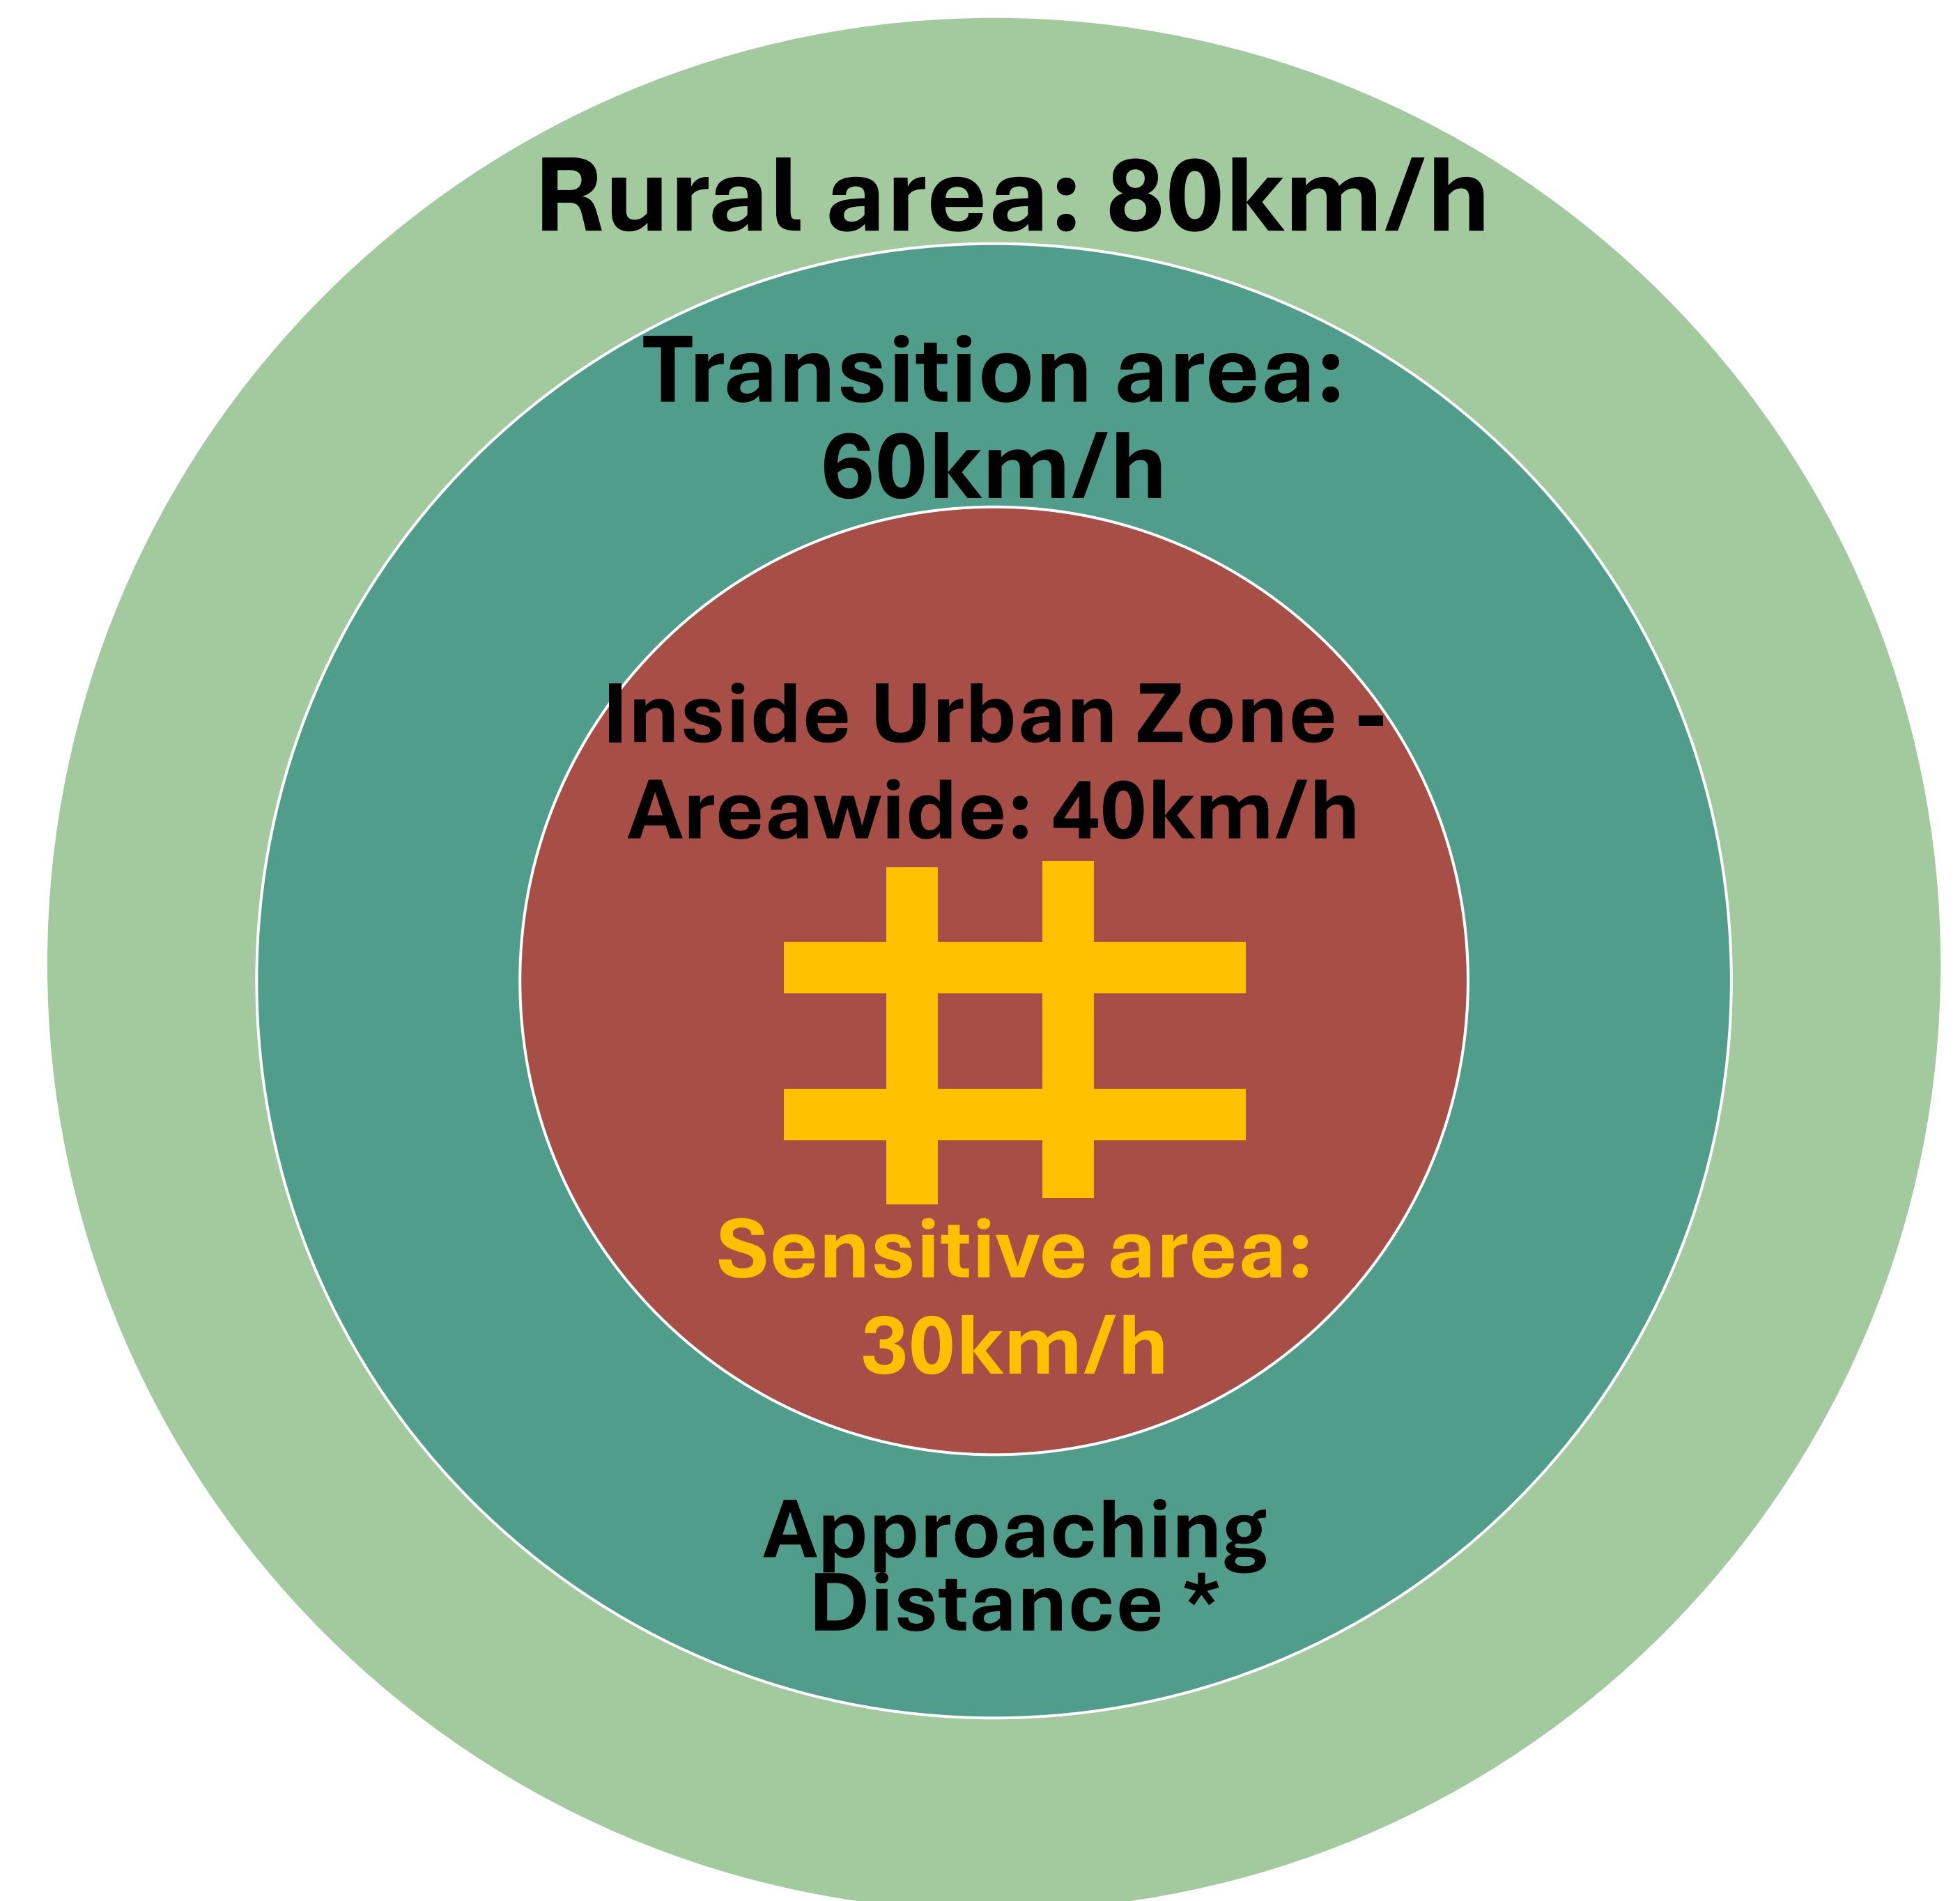 Rural area: 80km/h
Transition area:
60km/h
Inside Urban Zone -
Areawide: 40km/h
Sensitive area:
30km/h
Approaching
Distance *